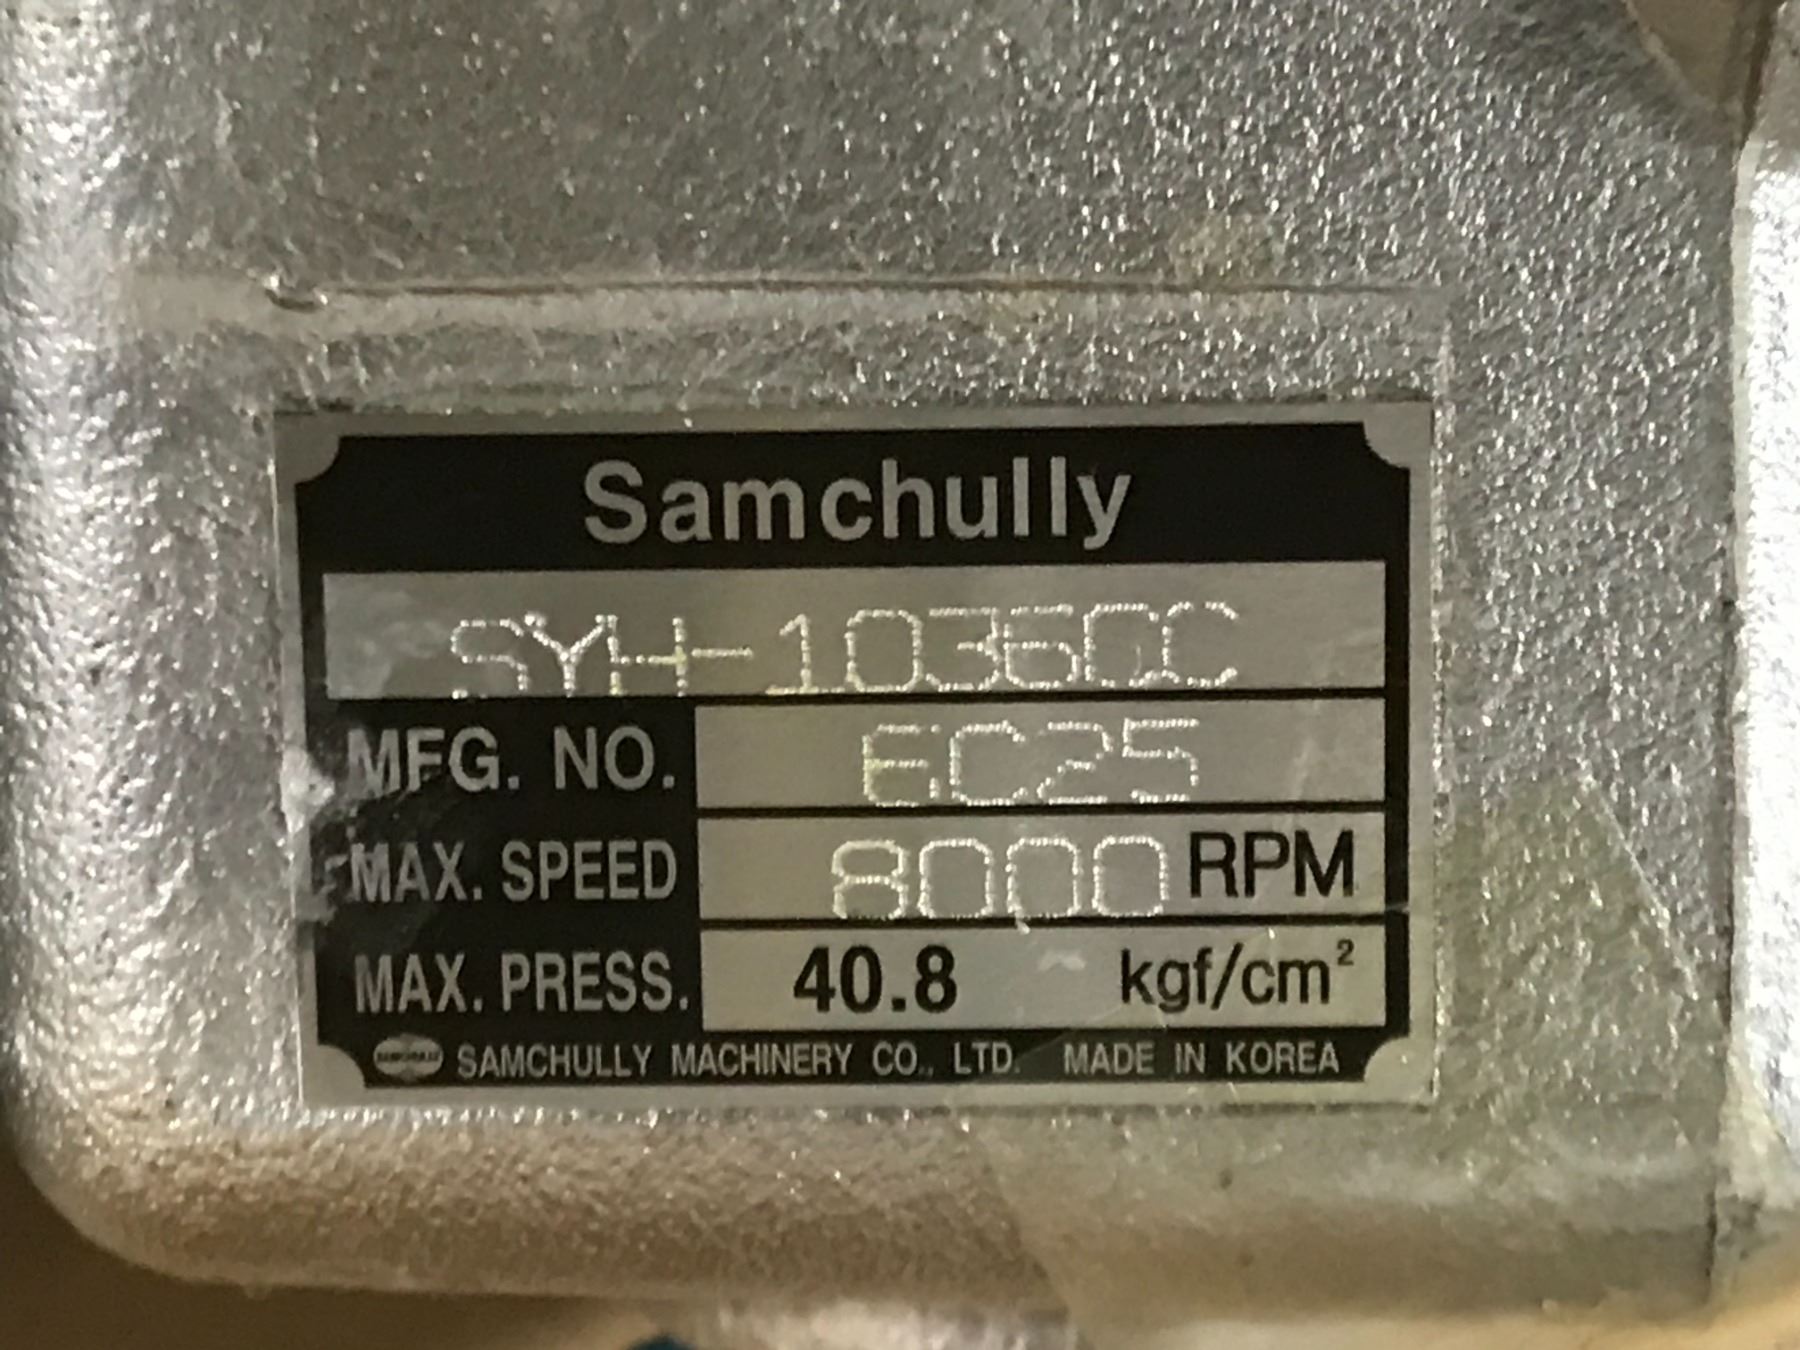 Samchully
SYH-1036QC
MFG. NO. 6C25
MAX. SPEED 8000 RPM
MAX. PRESS. 40.8 kgf/cm²
SAMCHULLY MACHINERY CO., LTD. MADE IN KOREA